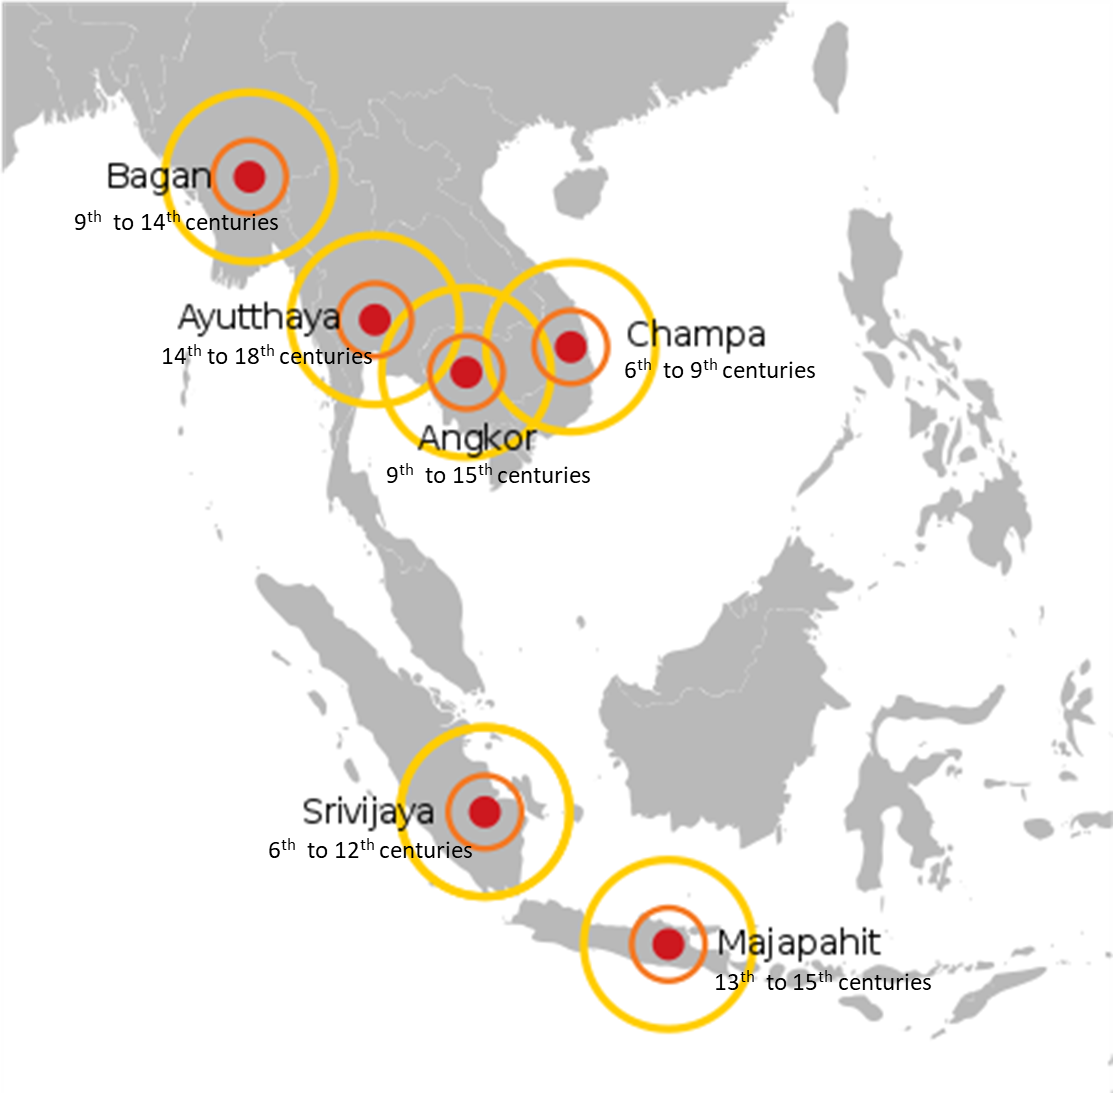 Bagan
9th to 14th centuries
Ayutthaya
14th to 18th centuries
Champa
6th to 9th centuries
Angkor
9th to 15th centuries
Srivijaya
6th to 12th centuries
Majapahit
13th to 15th centuries